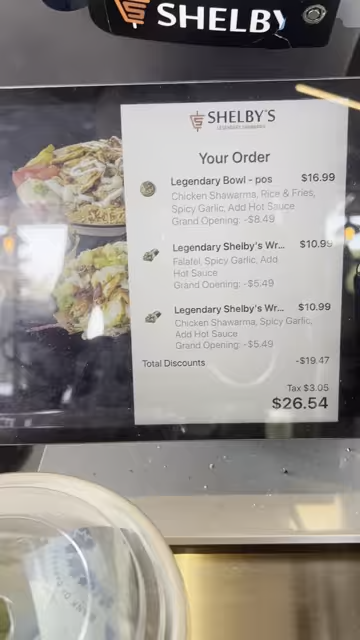 SHELBY
SHELBY'S
LEGENDARY SHAWARMA
Your Order
Legendary Bowl - pos $16.99
Chicken Shawarma, Rice & Fries,
Spicy Garlic, Add Hot Sauce
Grand Opening: -$8.49
Legendary Shelby's Wr... $10.99
Falafel, Spicy Garlic, Add
Hot Sauce
Grand Opening: -$5.49
Legendary Shelby's Wr... $10.99
Chicken Shawarma, Spicy Garlic,
Add Hot Sauce
Grand Opening: -$5.49
Total Discounts -$19.47
Tax $3.05
$26.54